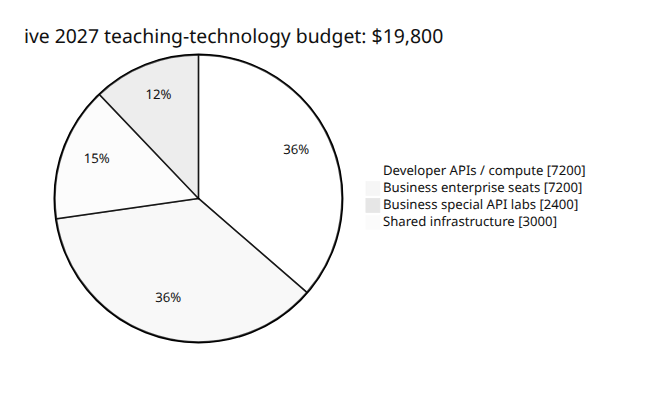 ive 2027 teaching-technology budget: $19,800
12%
36%
15%
36%
Developer APIs / compute [7200]
Business enterprise seats [7200]
Business special API labs [2400]
Shared infrastructure [3000]